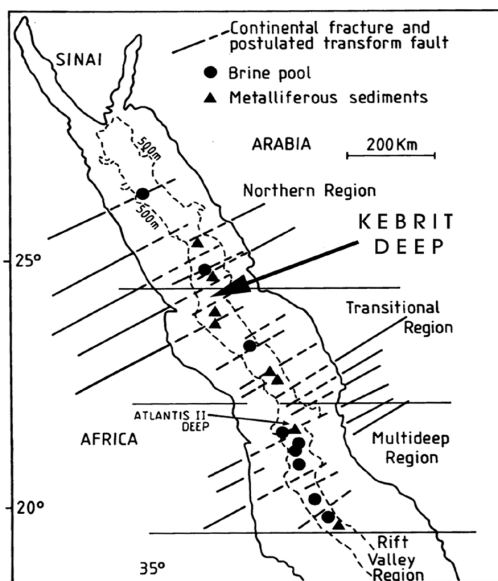 Continental fracture and
postulated transform fault
SINAI
Brine pool
Metalliferous sediments
500m
ARABIA
200Km
500m
Northern Region
KEBRIT
DEEP
25°
Transitional
Region
ATLANTIS II
DEEP
AFRICA
Multideep
Region
20°
35°
Rift
Valley
Region